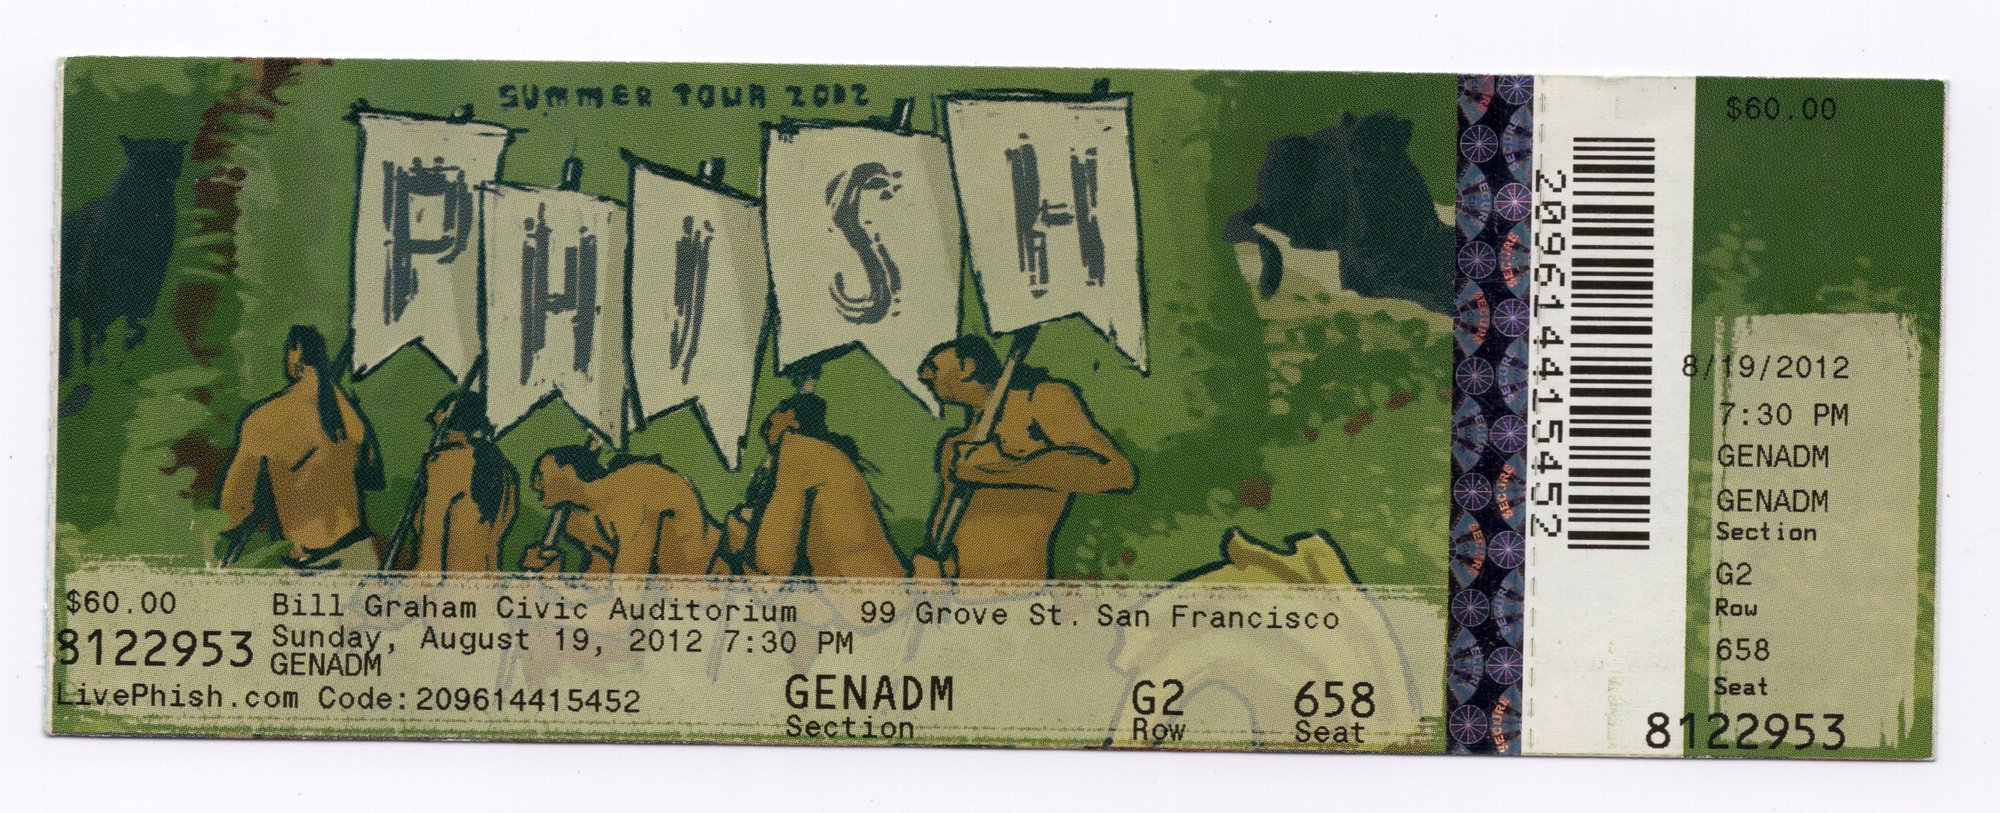 SUMMER TOUR 2012
PHISH
$60.00
Bill Graham Civic Auditorium 99 Grove St. San Francisco
8122953
Sunday, August 19, 2012 7:30 PM
GENADM
LivePhish.com Code:209614415452
GENADM
Section
G2
Row
658
Seat
SECURE
209614415452
$60.00
8/19/2012
7:30 PM
GENADM
GENADM
Section
G2
Row
658
Seat
8122953